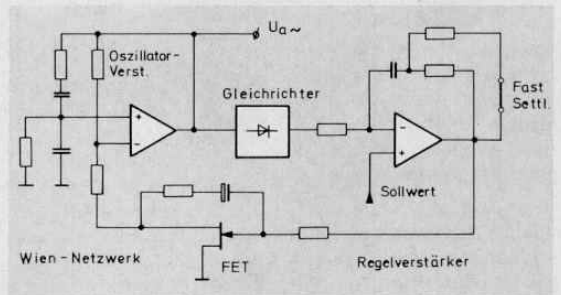 Ua~
Oszillator-
Verst.
Gleichrichter
Fast
Settl.
+
-
-
+
Sollwert
Wien-Netzwerk
FET
Regelverstärker